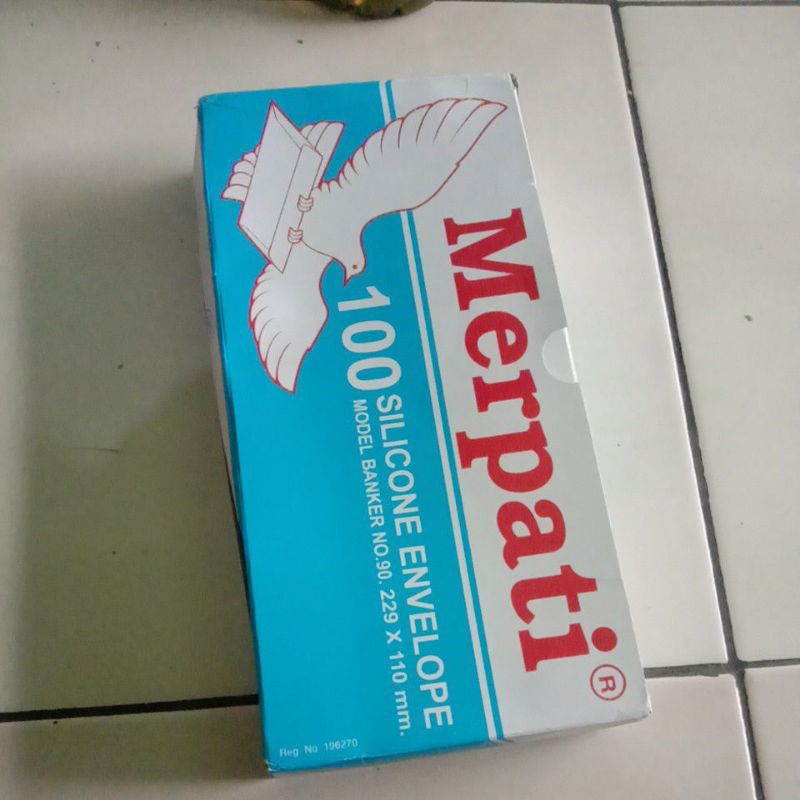 Merpati®
100 SILICONE ENVELOPE
MODEL BANKER NO.90. 229 X 110 mm.
Reg No 196270